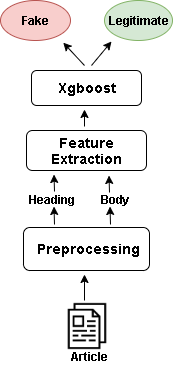 Fake
Legitimate
Xgboost
Feature
Extraction
Heading
Body
Preprocessing
Article